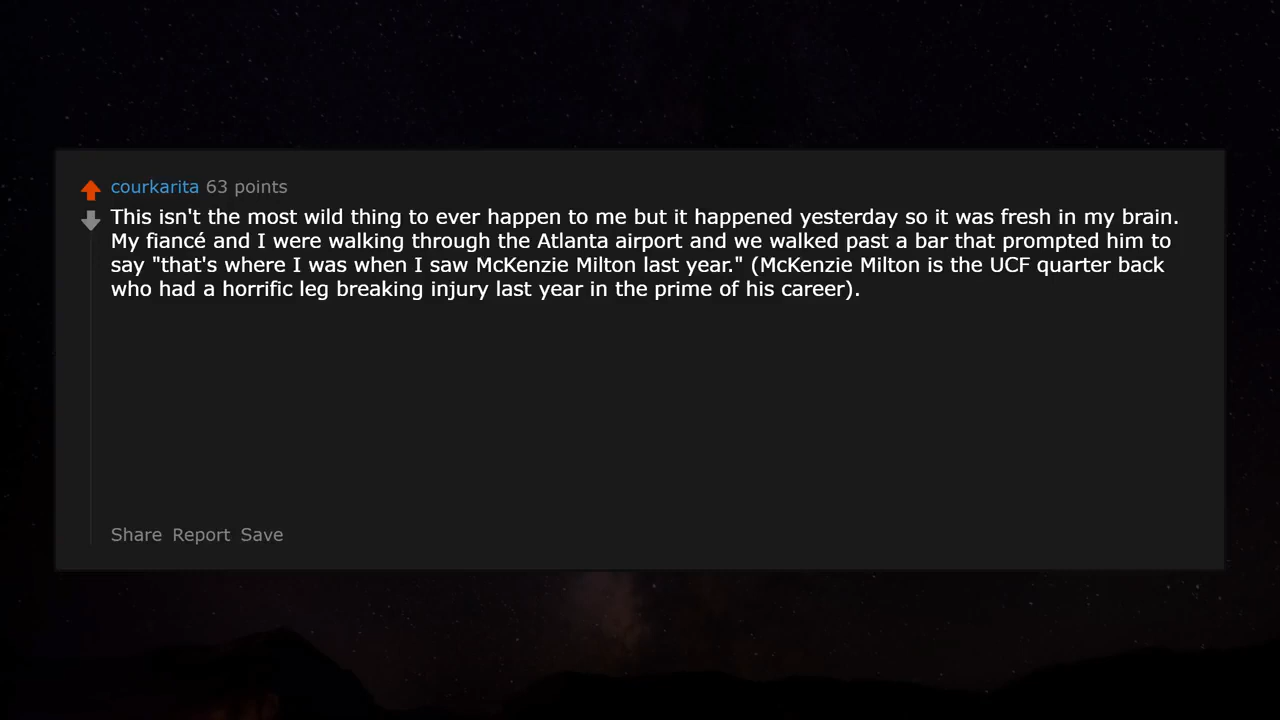 courkarita 63 points
This isn't the most wild thing to ever happen to me but it happened yesterday so it was fresh in my brain.
My fiancé and I were walking through the Atlanta airport and we walked past a bar that prompted him to
say "that's where I was when I saw McKenzie Milton last year." (McKenzie Milton is the UCF quarter back
who had a horrific leg breaking injury last year in the prime of his career).
Share Report Save